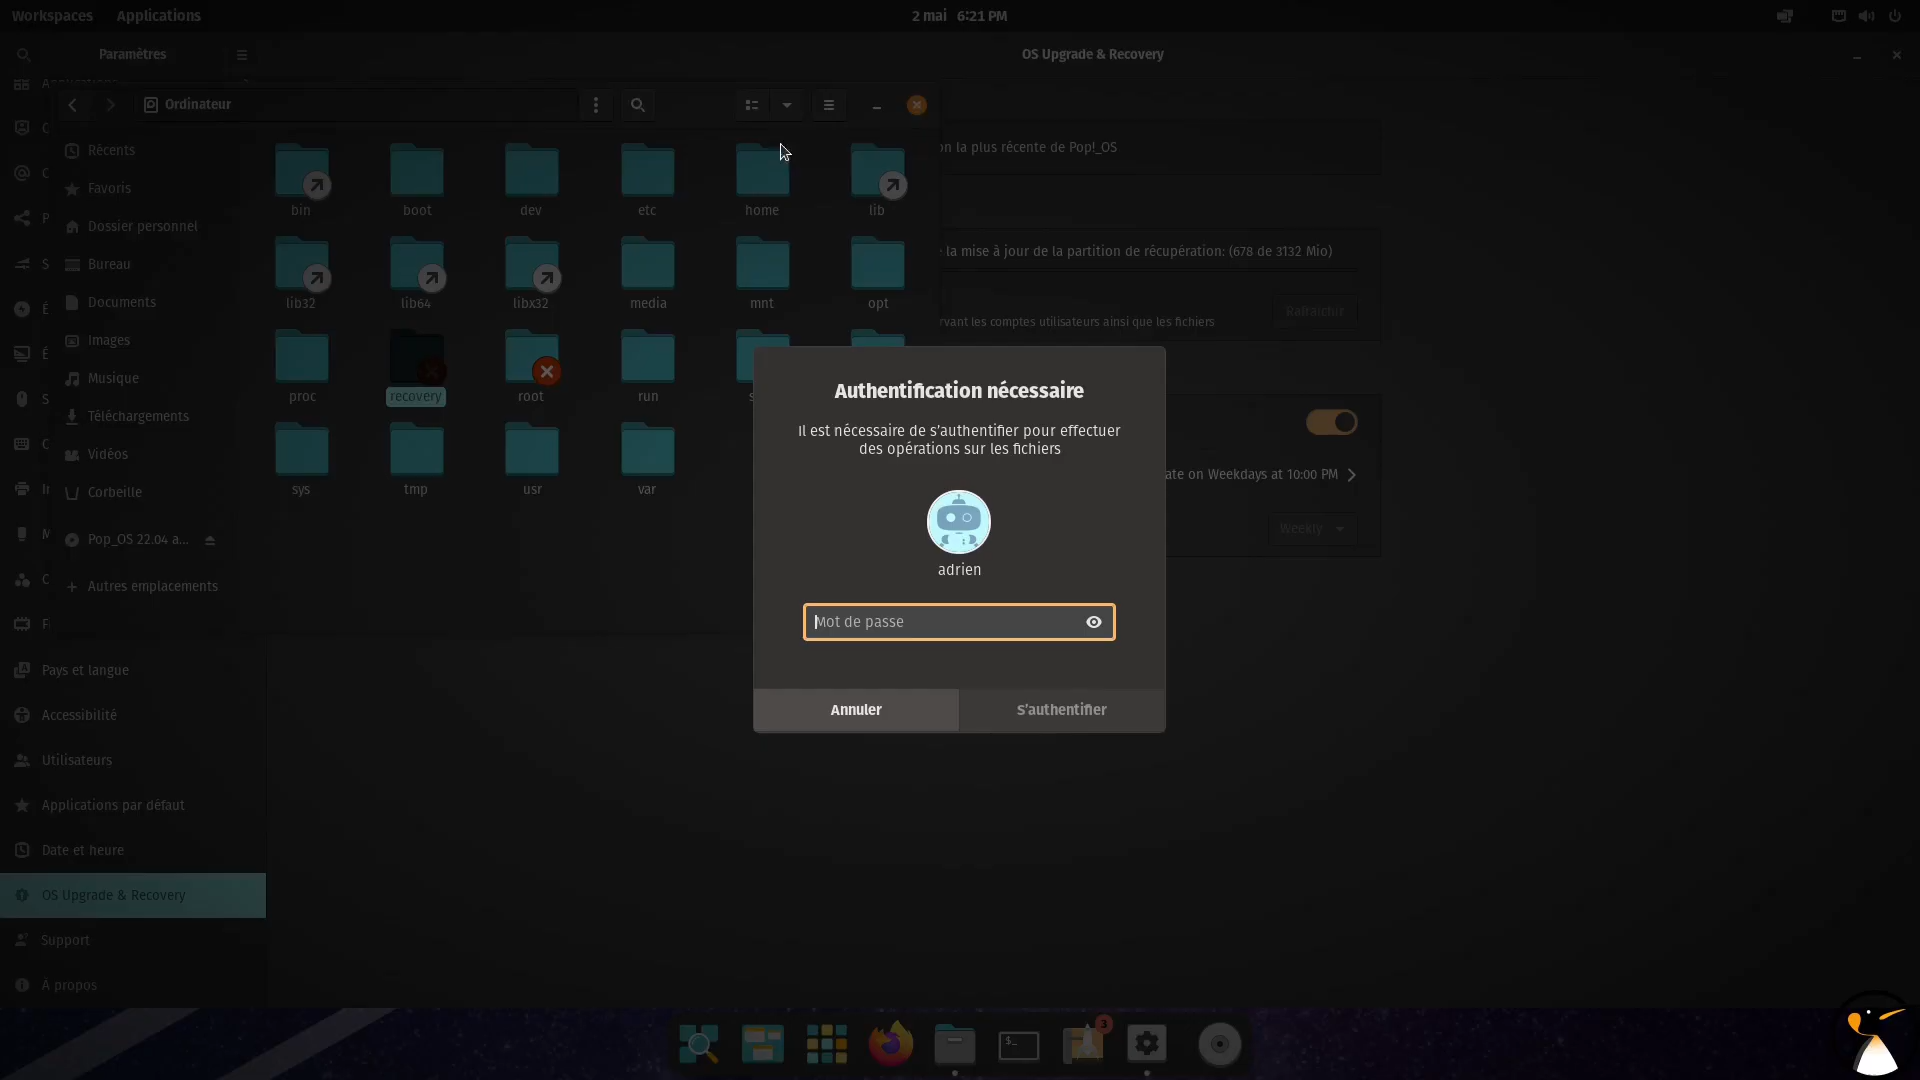 Workspaces Applications 2 mai 6:21 PM
Paramètres OS Upgrade & Recovery
Ordinateur
on la plus récente de Pop!_OS
Récents
Favoris
Dossier personnel
Bureau
Documents
Images
Musique
Téléchargements
Vidéos
Corbeille
Pop_OS 22.04 a...
Autres emplacements
bin boot dev etc home lib
lib32 lib64 libx32 media mnt opt
proc recovery root run s
sys tmp usr var
la mise à jour de la partition de récupération: (678 de 3132 Mio)
rvant les comptes utilisateurs ainsi que les fichiers
Rafraîchir
ate on Weekdays at 10:00 PM
Weekly
Authentification nécessaire
Il est nécessaire de s'authentifier pour effectuer
des opérations sur les fichiers
adrien
Mot de passe
Annuler S'authentifier
Pays et langue
Accessibilité
Utilisateurs
Applications par défaut
Date et heure
OS Upgrade & Recovery
Support
À propos
$_
3